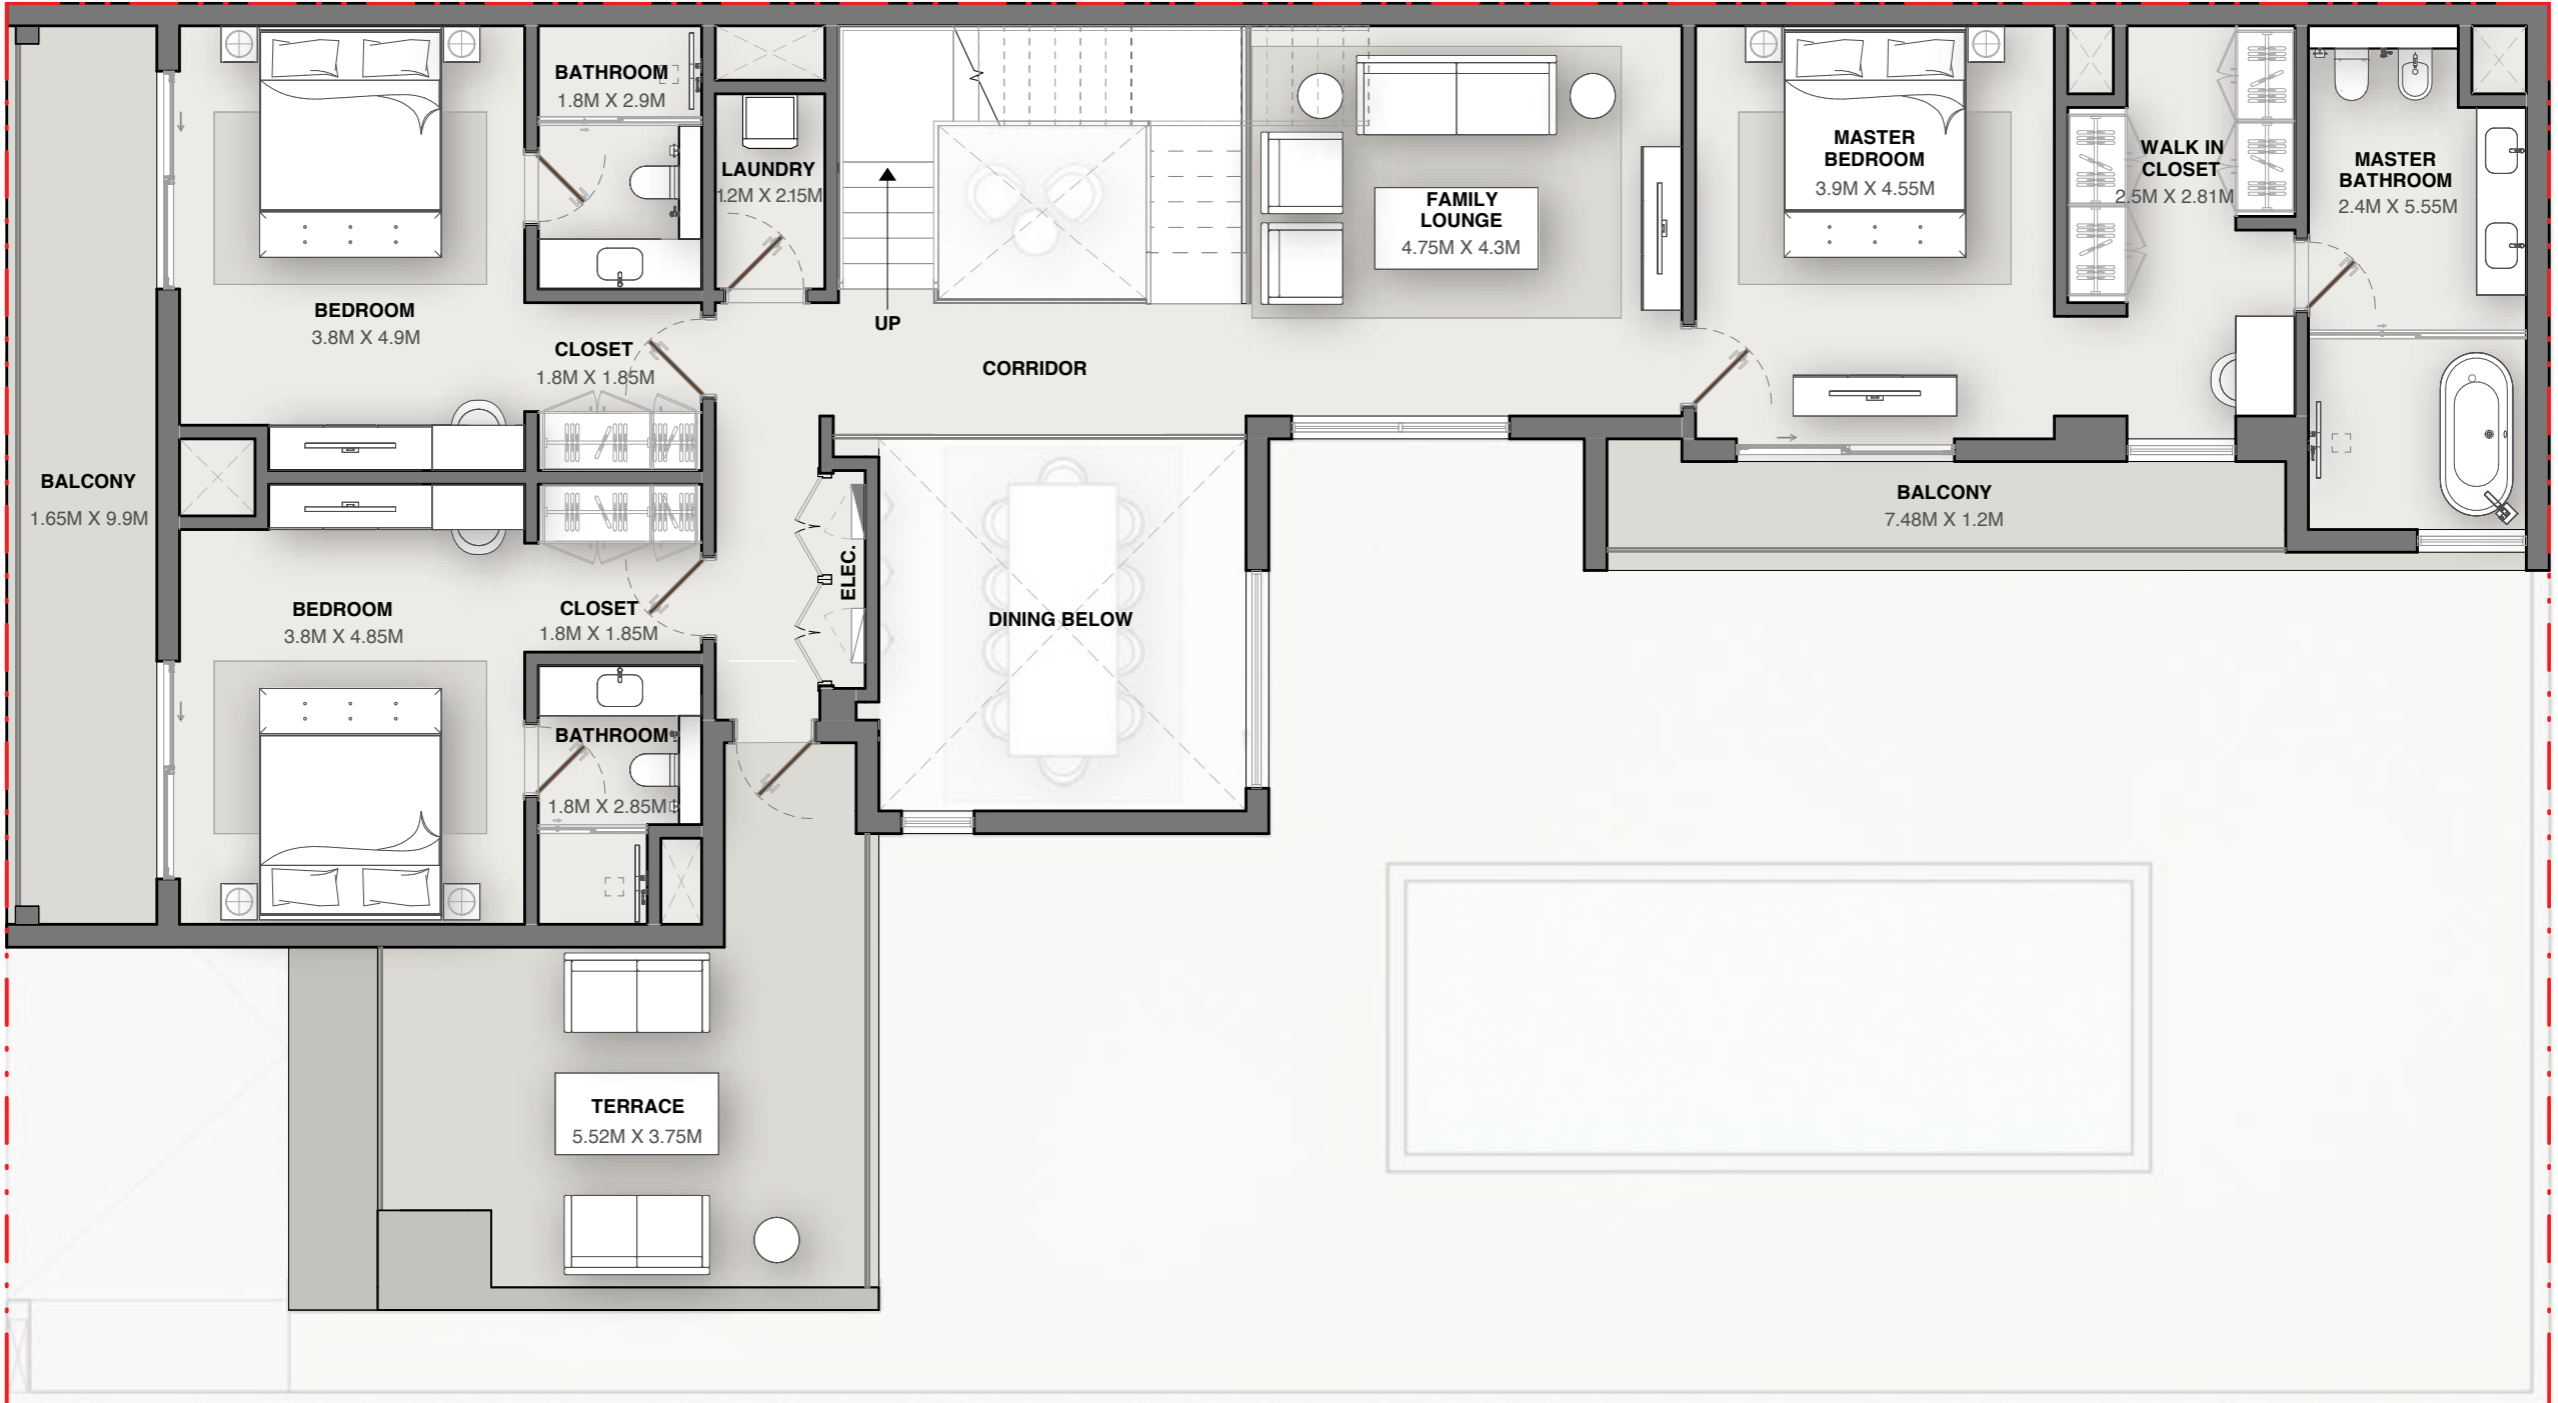 BATHROOM
1.8M X 2.9M
LAUNDRY
1.2M X 2.15M
BEDROOM
3.8M X 4.9M
CLOSET
1.8M X 1.85M
UP
CORRIDOR
FAMILY
LOUNGE
4.75M X 4.3M
MASTER
BEDROOM
3.9M X 4.55M
WALK IN
CLOSET
2.5M X 2.81M
MASTER
BATHROOM
2.4M X 5.55M
BALCONY
1.65M X 9.9M
BALCONY
7.48M X 1.2M
ELEC.
DINING BELOW
BEDROOM
3.8M X 4.85M
CLOSET
1.8M X 1.85M
BATHROOM
1.8M X 2.85M
TERRACE
5.52M X 3.75M